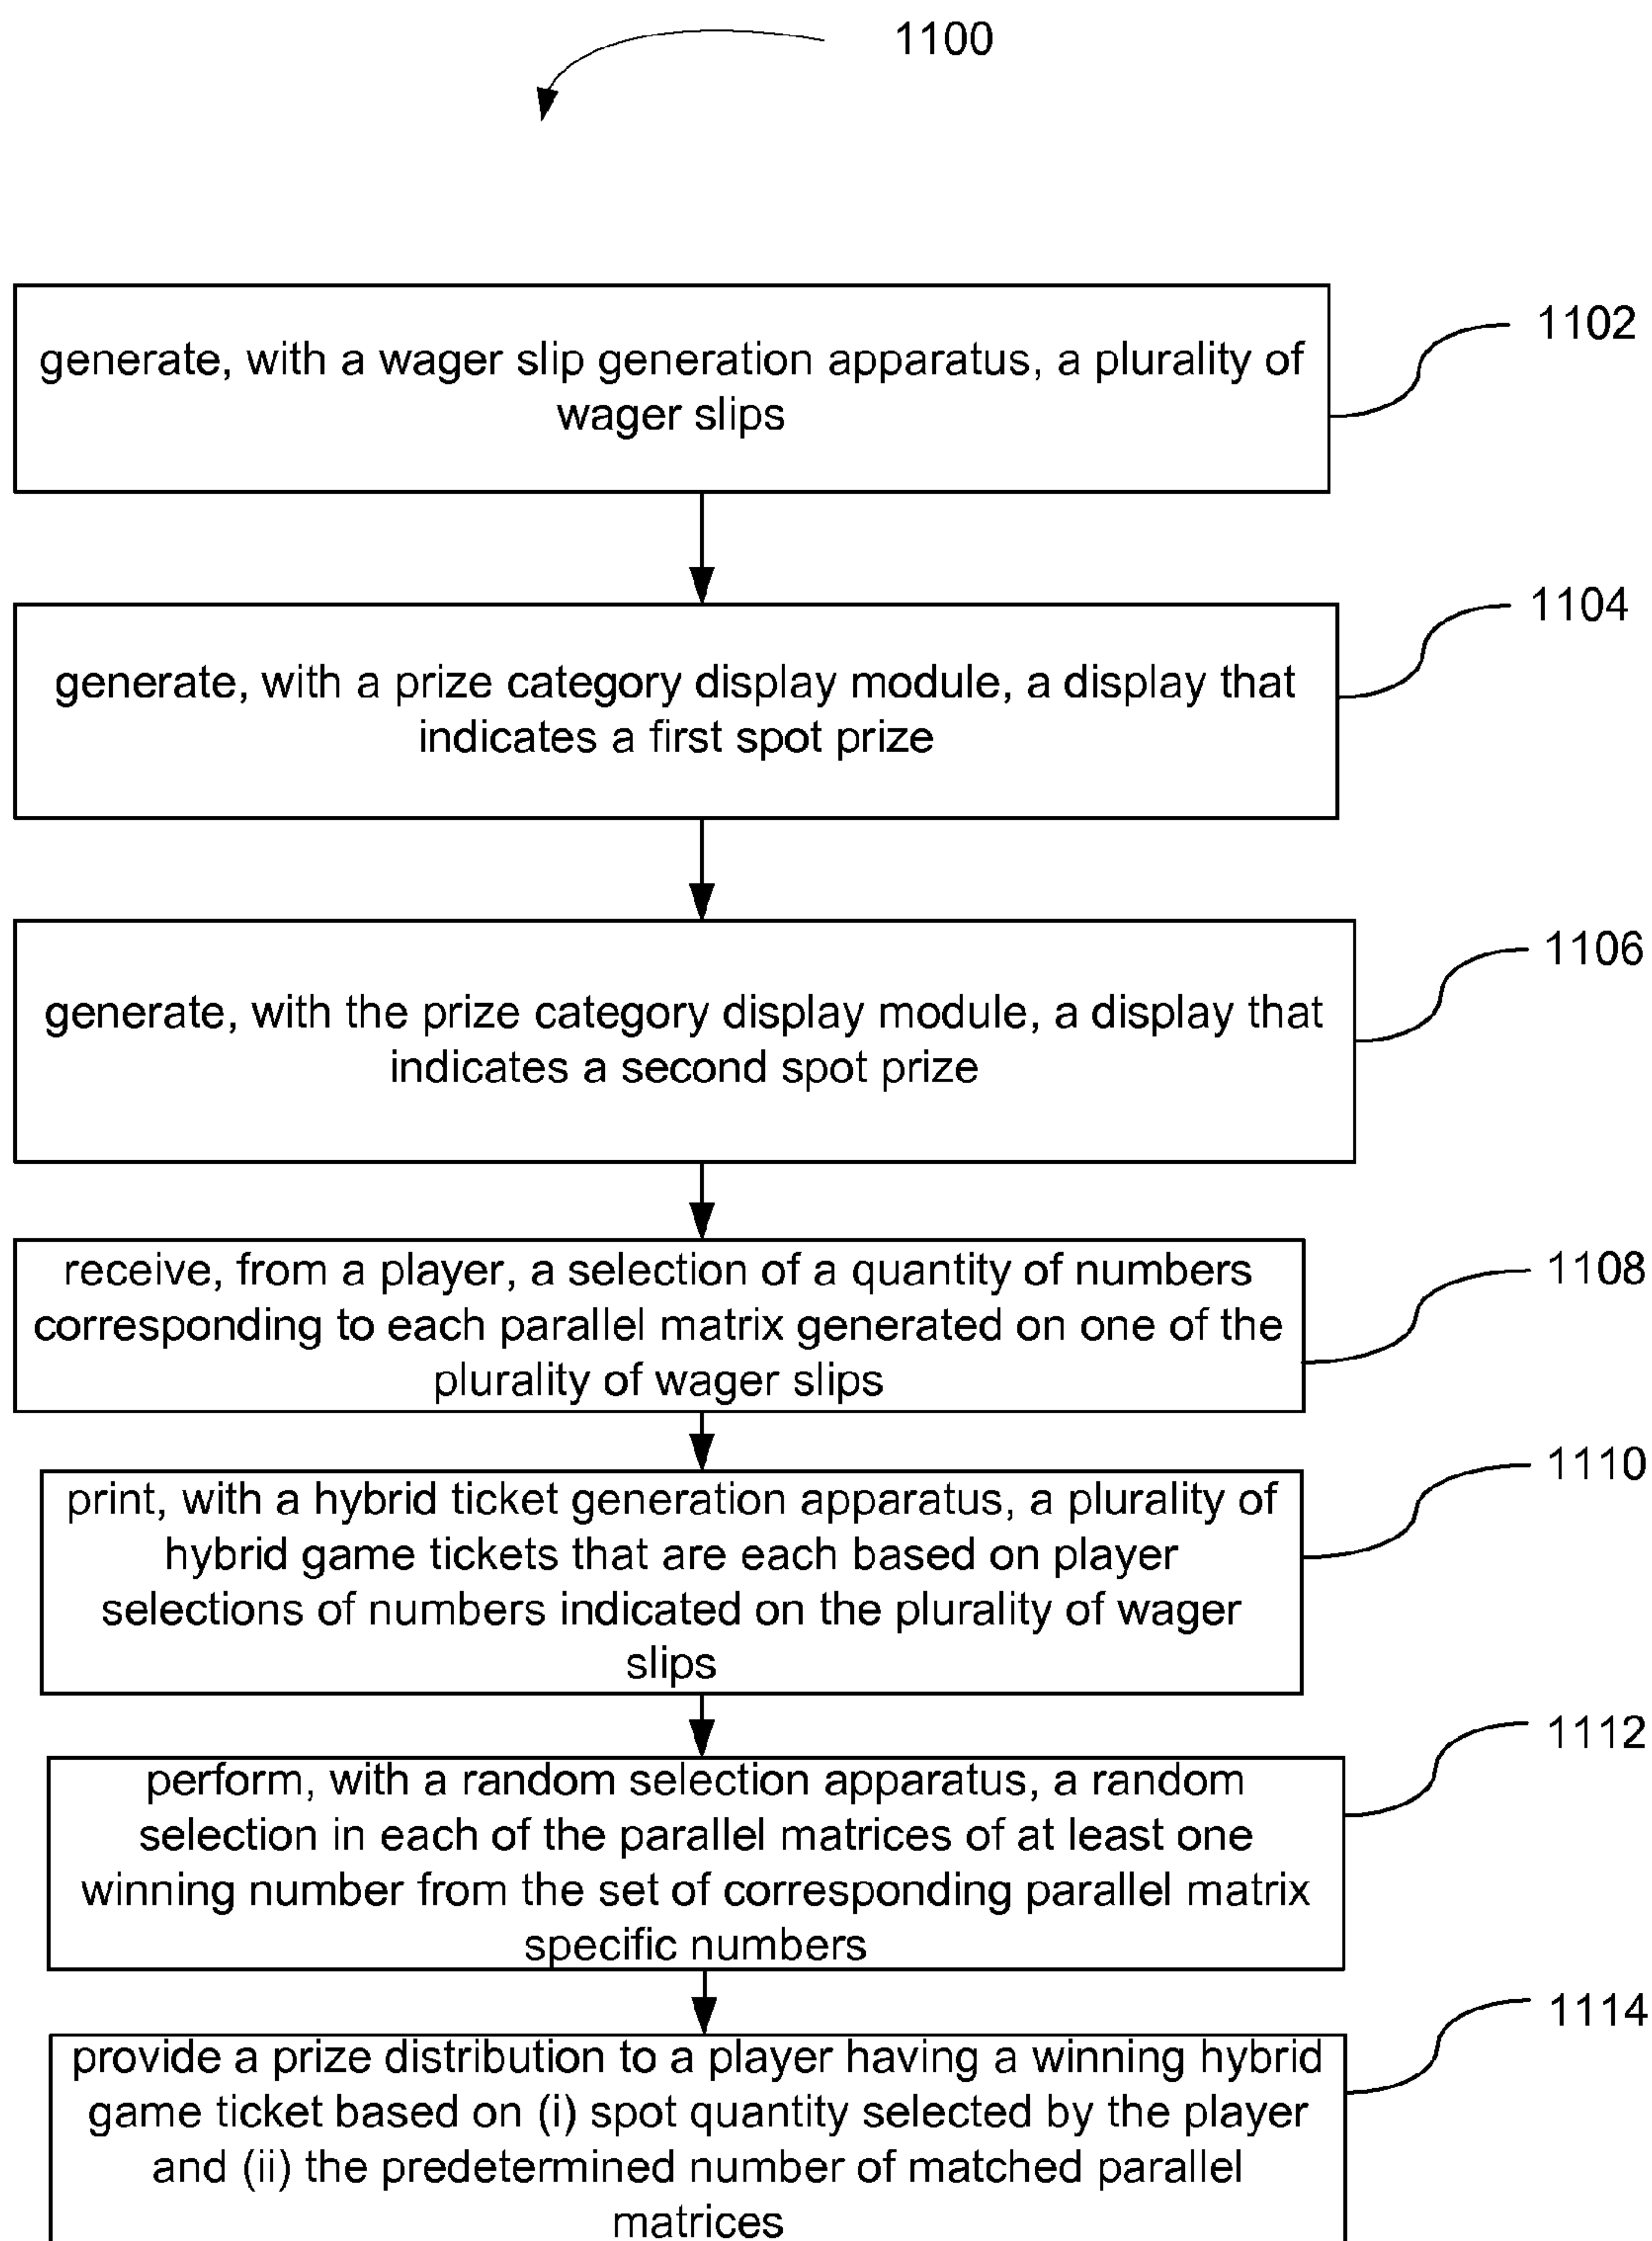 1100
generate, with a wager slip generation apparatus, a plurality of
wager slips
1102
generate, with a prize category display module, a display that
indicates a first spot prize
1104
generate, with the prize category display module, a display that
indicates a second spot prize
1106
receive, from a player, a selection of a quantity of numbers
corresponding to each parallel matrix generated on one of the
plurality of wager slips
1108
print, with a hybrid ticket generation apparatus, a plurality of
hybrid game tickets that are each based on player
selections of numbers indicated on the plurality of wager
slips
1110
perform, with a random selection apparatus, a random
selection in each of the parallel matrices of at least one
winning number from the set of corresponding parallel matrix
specific numbers
1112
provide a prize distribution to a player having a winning hybrid
game ticket based on (i) spot quantity selected by the player
and (ii) the predetermined number of matched parallel
matrices
1114